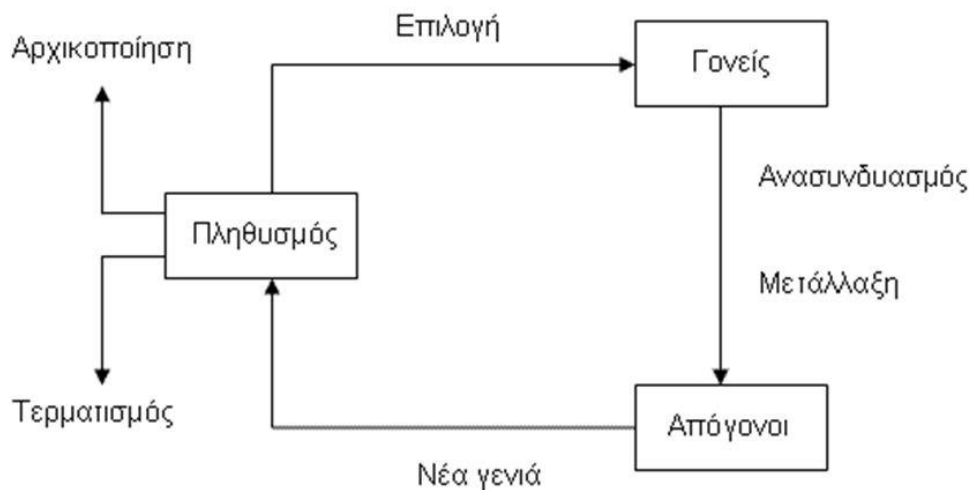 Αρχικοποίηση
Επιλογή
Γονείς
Ανασυνδυασμός
Πληθυσμός
Μετάλλαξη
Τερματισμός
Απόγονοι
Νέα γενιά